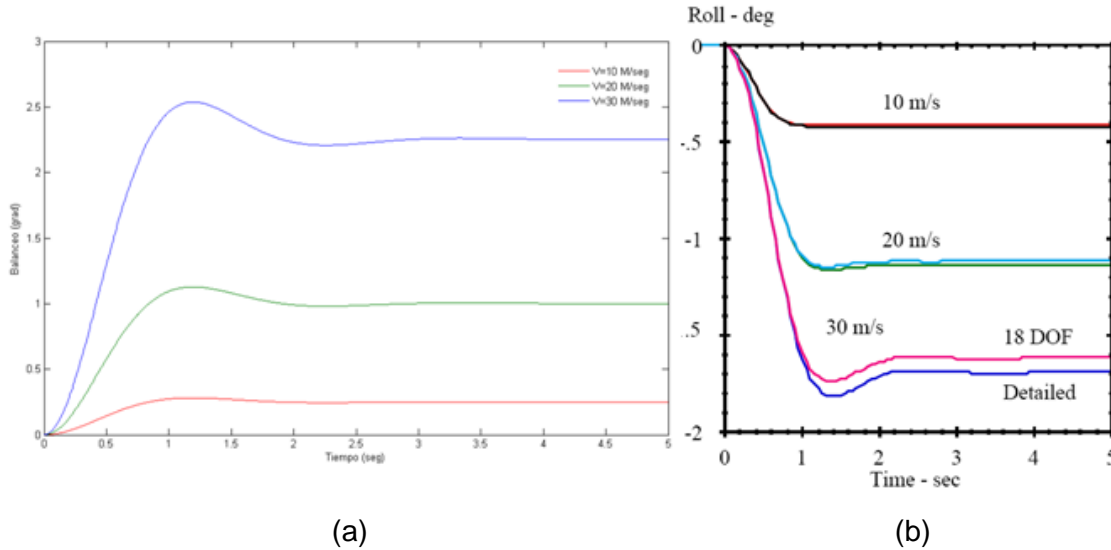 3
2.5
2
1.5
1
0.5
0
Balanceo (grad)
V=10 M/seg
V=20 M/seg
V=30 M/seg
0 0.5 1 1.5 2 2.5 3 3.5 4 4.5 5
Tiempo (seg)
(a)
Roll - deg
0
-.5
-1
.5
-2
10 m/s
20 m/s
30 m/s
18 DOF
Detailed
0 1 2 3 4 5
Time - sec
(b)